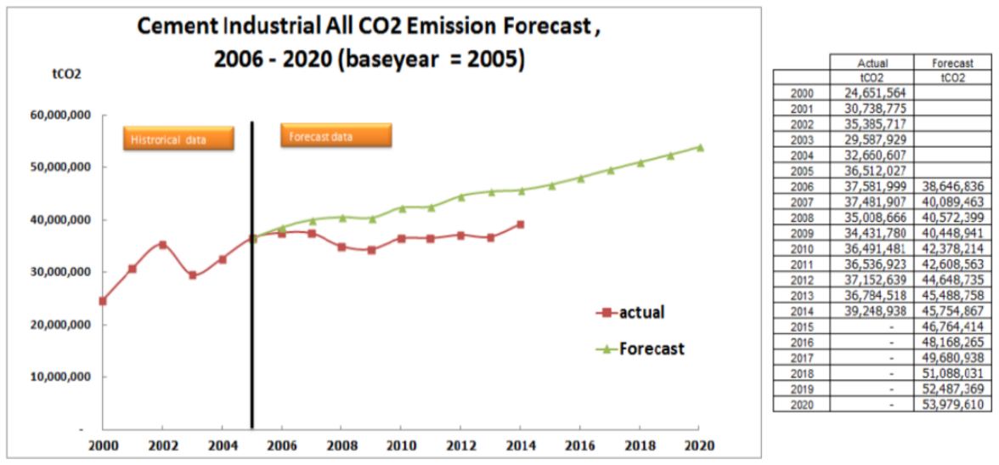 Cement Industrial All CO2 Emission Forecast ,
2006 - 2020 (baseyear = 2005)
tCO2
60,000,000
50,000,000
40,000,000
30,000,000
20,000,000
10,000,000
-
Histrorical data
Forecast data
actual
Forecast
2000 2002 2004 2006 2008 2010 2012 2014 2016 2018 2020
Actual Forecast
tCO2 tCO2
2000 24,651,564
2001 30,738,775
2002 35,385,717
2003 29,587,929
2004 32,660,607
2005 36,512,027
2006 37,581,999 38,646,836
2007 37,481,907 40,089,463
2008 35,008,666 40,572,399
2009 34,431,780 40,448,941
2010 36,491,481 42,378,214
2011 36,536,923 42,608,563
2012 37,152,639 44,648,735
2013 36,784,518 45,488,758
2014 39,248,938 45,754,867
2015 - 46,764,414
2016 - 48,168,265
2017 - 49,680,938
2018 - 51,088,031
2019 - 52,487,369
2020 - 53,979,610